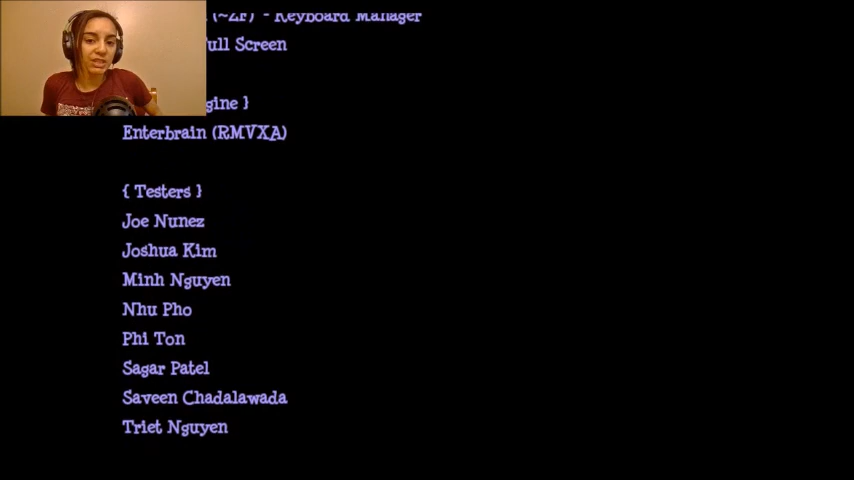 (~ZF) - Keyboard Manager
ull Screen
gine }
Enterbrain (RMVXA)
{ Testers }
Joe Nunez
Joshua Kim
Minh Nguyen
Nhu Pho
Phi Ton
Sagar Patel
Saveen Chadalawada
Triet Nguyen